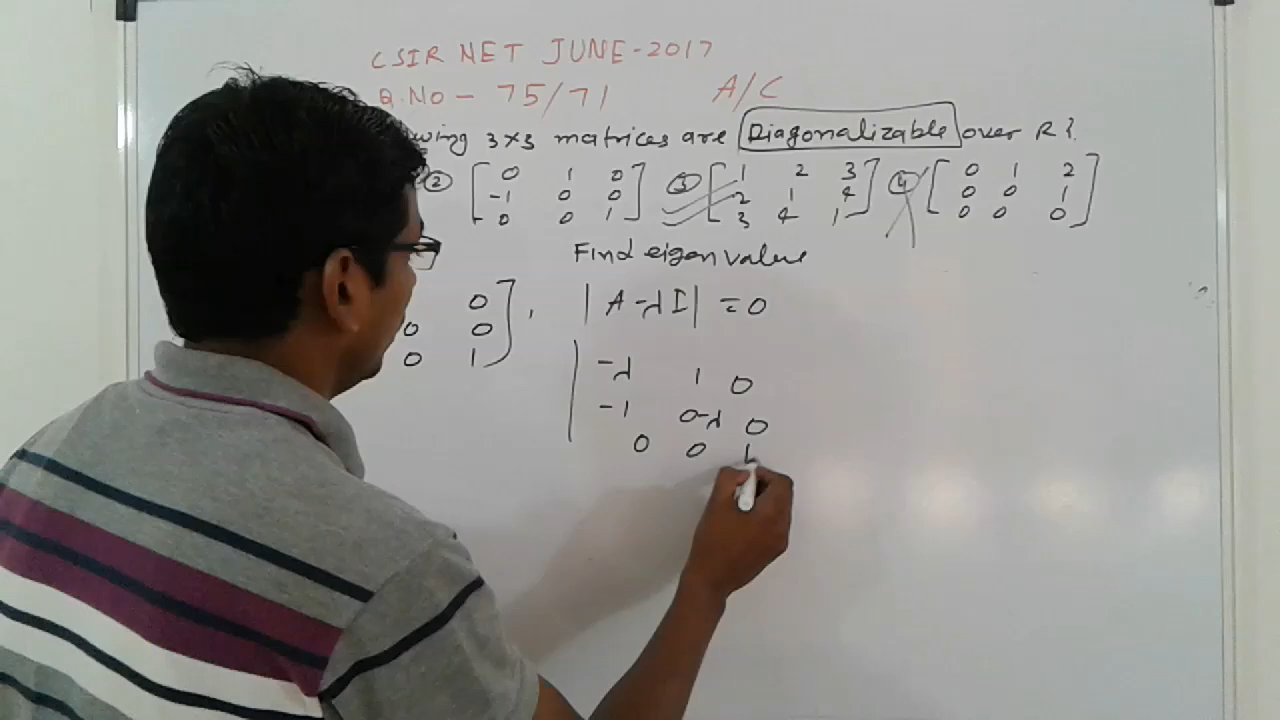 CSIR NET JUNE-2017
Q.No - 75/71 A/C
wing 3×3 matrices are Diagonalizable over R?
② [ 0 1 0 ③ [ 1 2 3 ] ④ [ 0 1 2
-1 0 0 2 1 4 0 0 1
0 0 1 ] 3 4 1 0 0 0 ]
Find eigen value
0 ] , | A-λI | = 0
0 0
0 1
| -λ 1 0
-1 0-λ 0
0 0 1